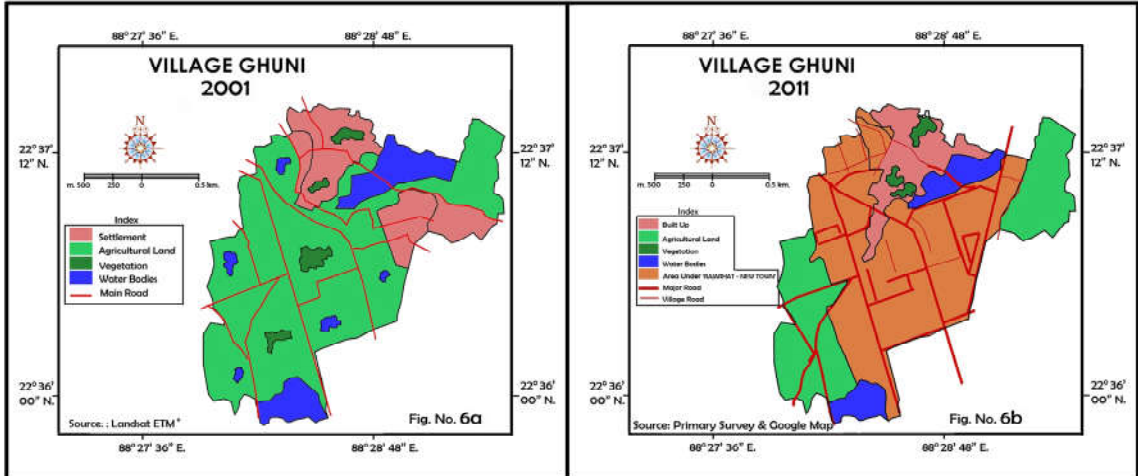 88° 27' 36" E.
88° 28' 48" E.
VILLAGE GHUNI
2001
N
22° 37'
12" N.
22° 37'
12" N.
m. 500
250
0
0.5 km.
Index
Settlement
Agricultural Land
Vegetation
Water Bodies
Main Road
22° 36'
00" N.
22° 36'
00" N.
Source. : Landsat ETM+
Fig. No. 6a
88° 27' 36" E.
88° 28' 48" E.
88° 27' 36" E.
88° 28' 48" E.
VILLAGE GHUNI
2011
N
22° 37'
12" N.
22° 37'
12" N.
m. 500
250
0
0.5 km.
Index
Built Up
Agricultural Land
Vegetation
Water Bodies
Area Under RAJARHAT - NEW TOWN
Major Road
Village Road
22° 36'
00" N.
22° 36'
00" N.
Source: Primary Survey & Google Map
Fig. No. 6b
88° 27' 36" E.
88° 28' 48" E.